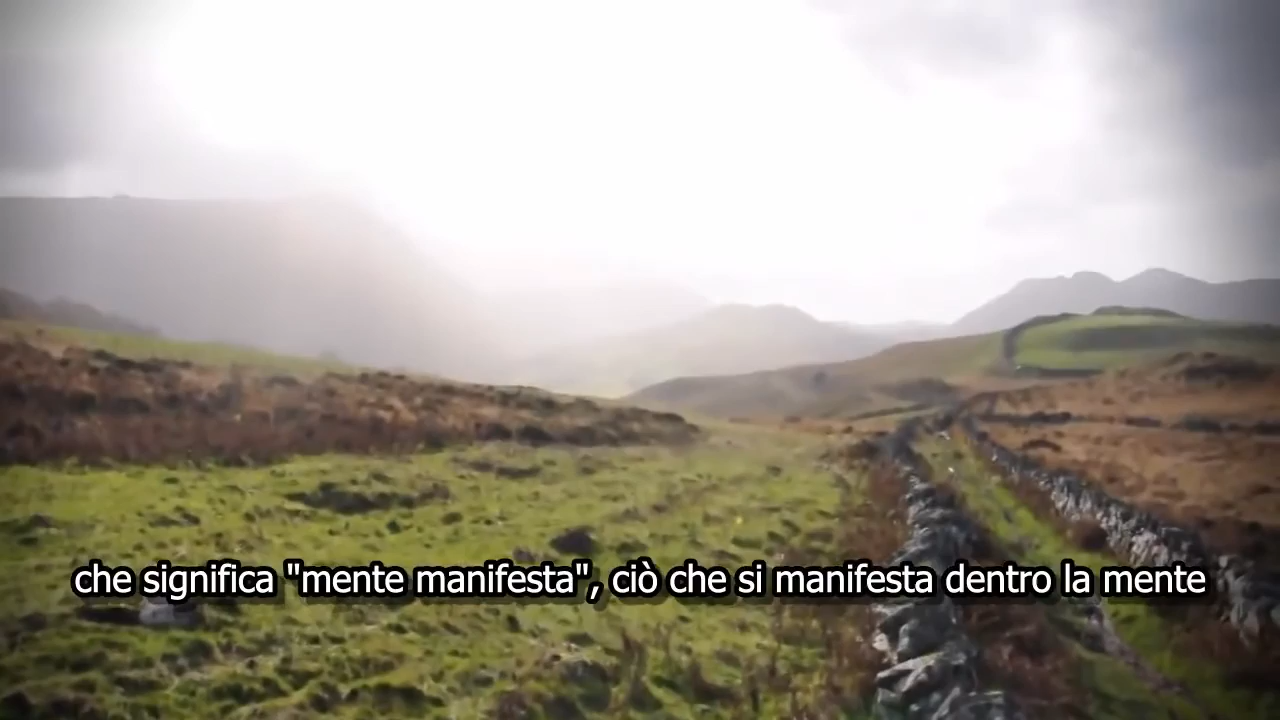 che significa "mente manifesta", ciò che si manifesta dentro la mente